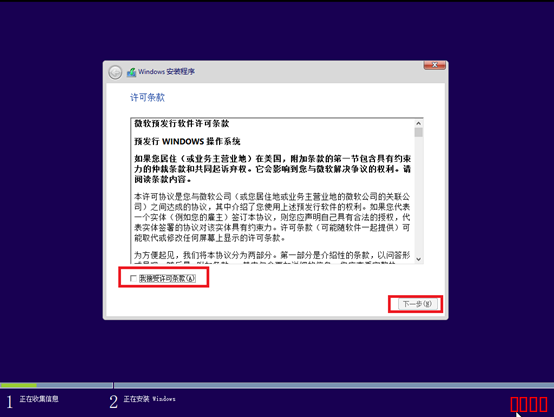 Windows 安装程序
许可条款
微软预发行软件许可条款
预发行 WINDOWS 操作系统
如果您居住（或业务主营业地）在美国，附加条款的第一节包含具有约束
力的仲裁条款和共同起诉弃权。它会影响到您与微软解决争议的权利。请
阅读条款内容。
本许可协议是您与微软公司（或您居住地或业务主营业地的微软公司的关联公
司）之间达成的协议，其中介绍了您使用上述预发行软件的权利。如果您代表
一个实体（例如您的雇主）签订本协议，则您应声明自己具有合法的授权，代
表实体签署的协议对该实体具有约束力。许可条款（可能随软件一起提供）可
能取代或修改任何屏幕上显示的许可条款。
为方便起见，我们将本协议分为两部分。第一部分是介绍性的条款，以问答形
我接受许可条款(A)
下一步(N)
1 正在收集信息
2 正在安装 Windows